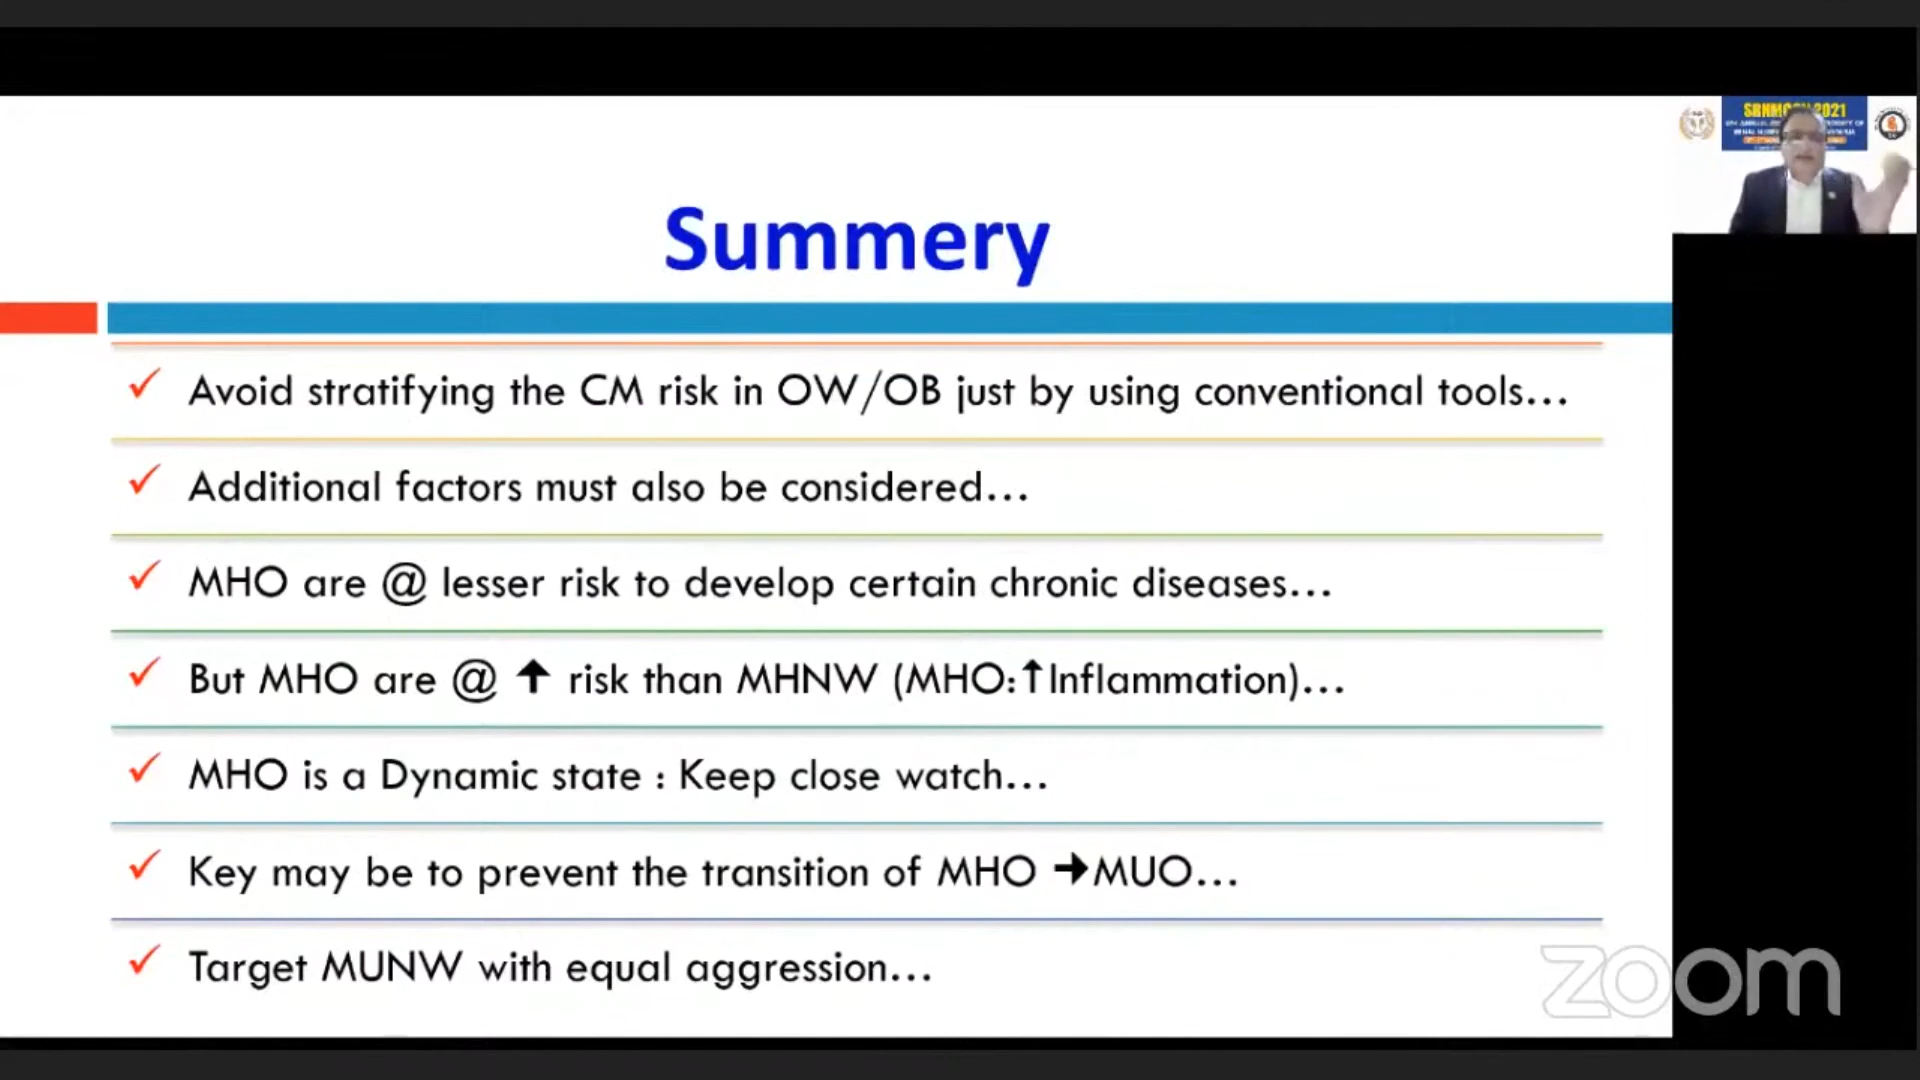 SRHMCON 2021
Summery
✓ Avoid stratifying the CM risk in OW/OB just by using conventional tools...
✓ Additional factors must also be considered...
✓ MHO are @ lesser risk to develop certain chronic diseases...
✓ But MHO are @ ↑ risk than MHNW (MHO:↑Inflammation)...
✓ MHO is a Dynamic state : Keep close watch...
✓ Key may be to prevent the transition of MHO ➔MUO...
✓ Target MUNW with equal aggression...
zoom